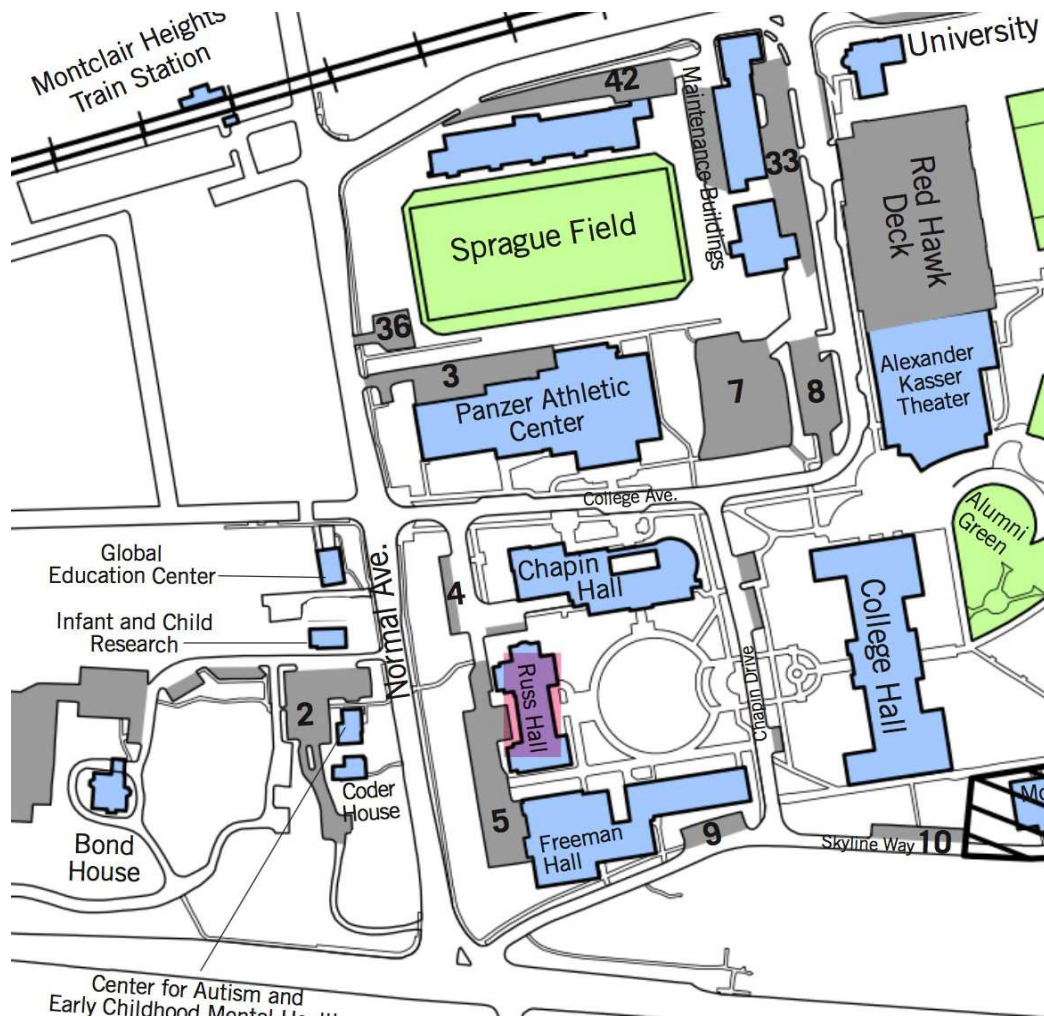 Montclair Heights
Train Station
University
42
Maintenance Buildings
33
Red Hawk
Deck
Sprague Field
36
3
Panzer Athletic
Center
7
8
Alexander
Kasser
Theater
College Ave.
Alumni
Green
Global
Education Center
Normal Ave.
4
Chapin
Hall
College Hall
Infant and Child
Research
Russ Hall
Chapin Drive
2
Coder
House
Bond
House
5
Freeman
Hall
9
Skyline Way
10
Center for Autism and
Early Childhood Mental